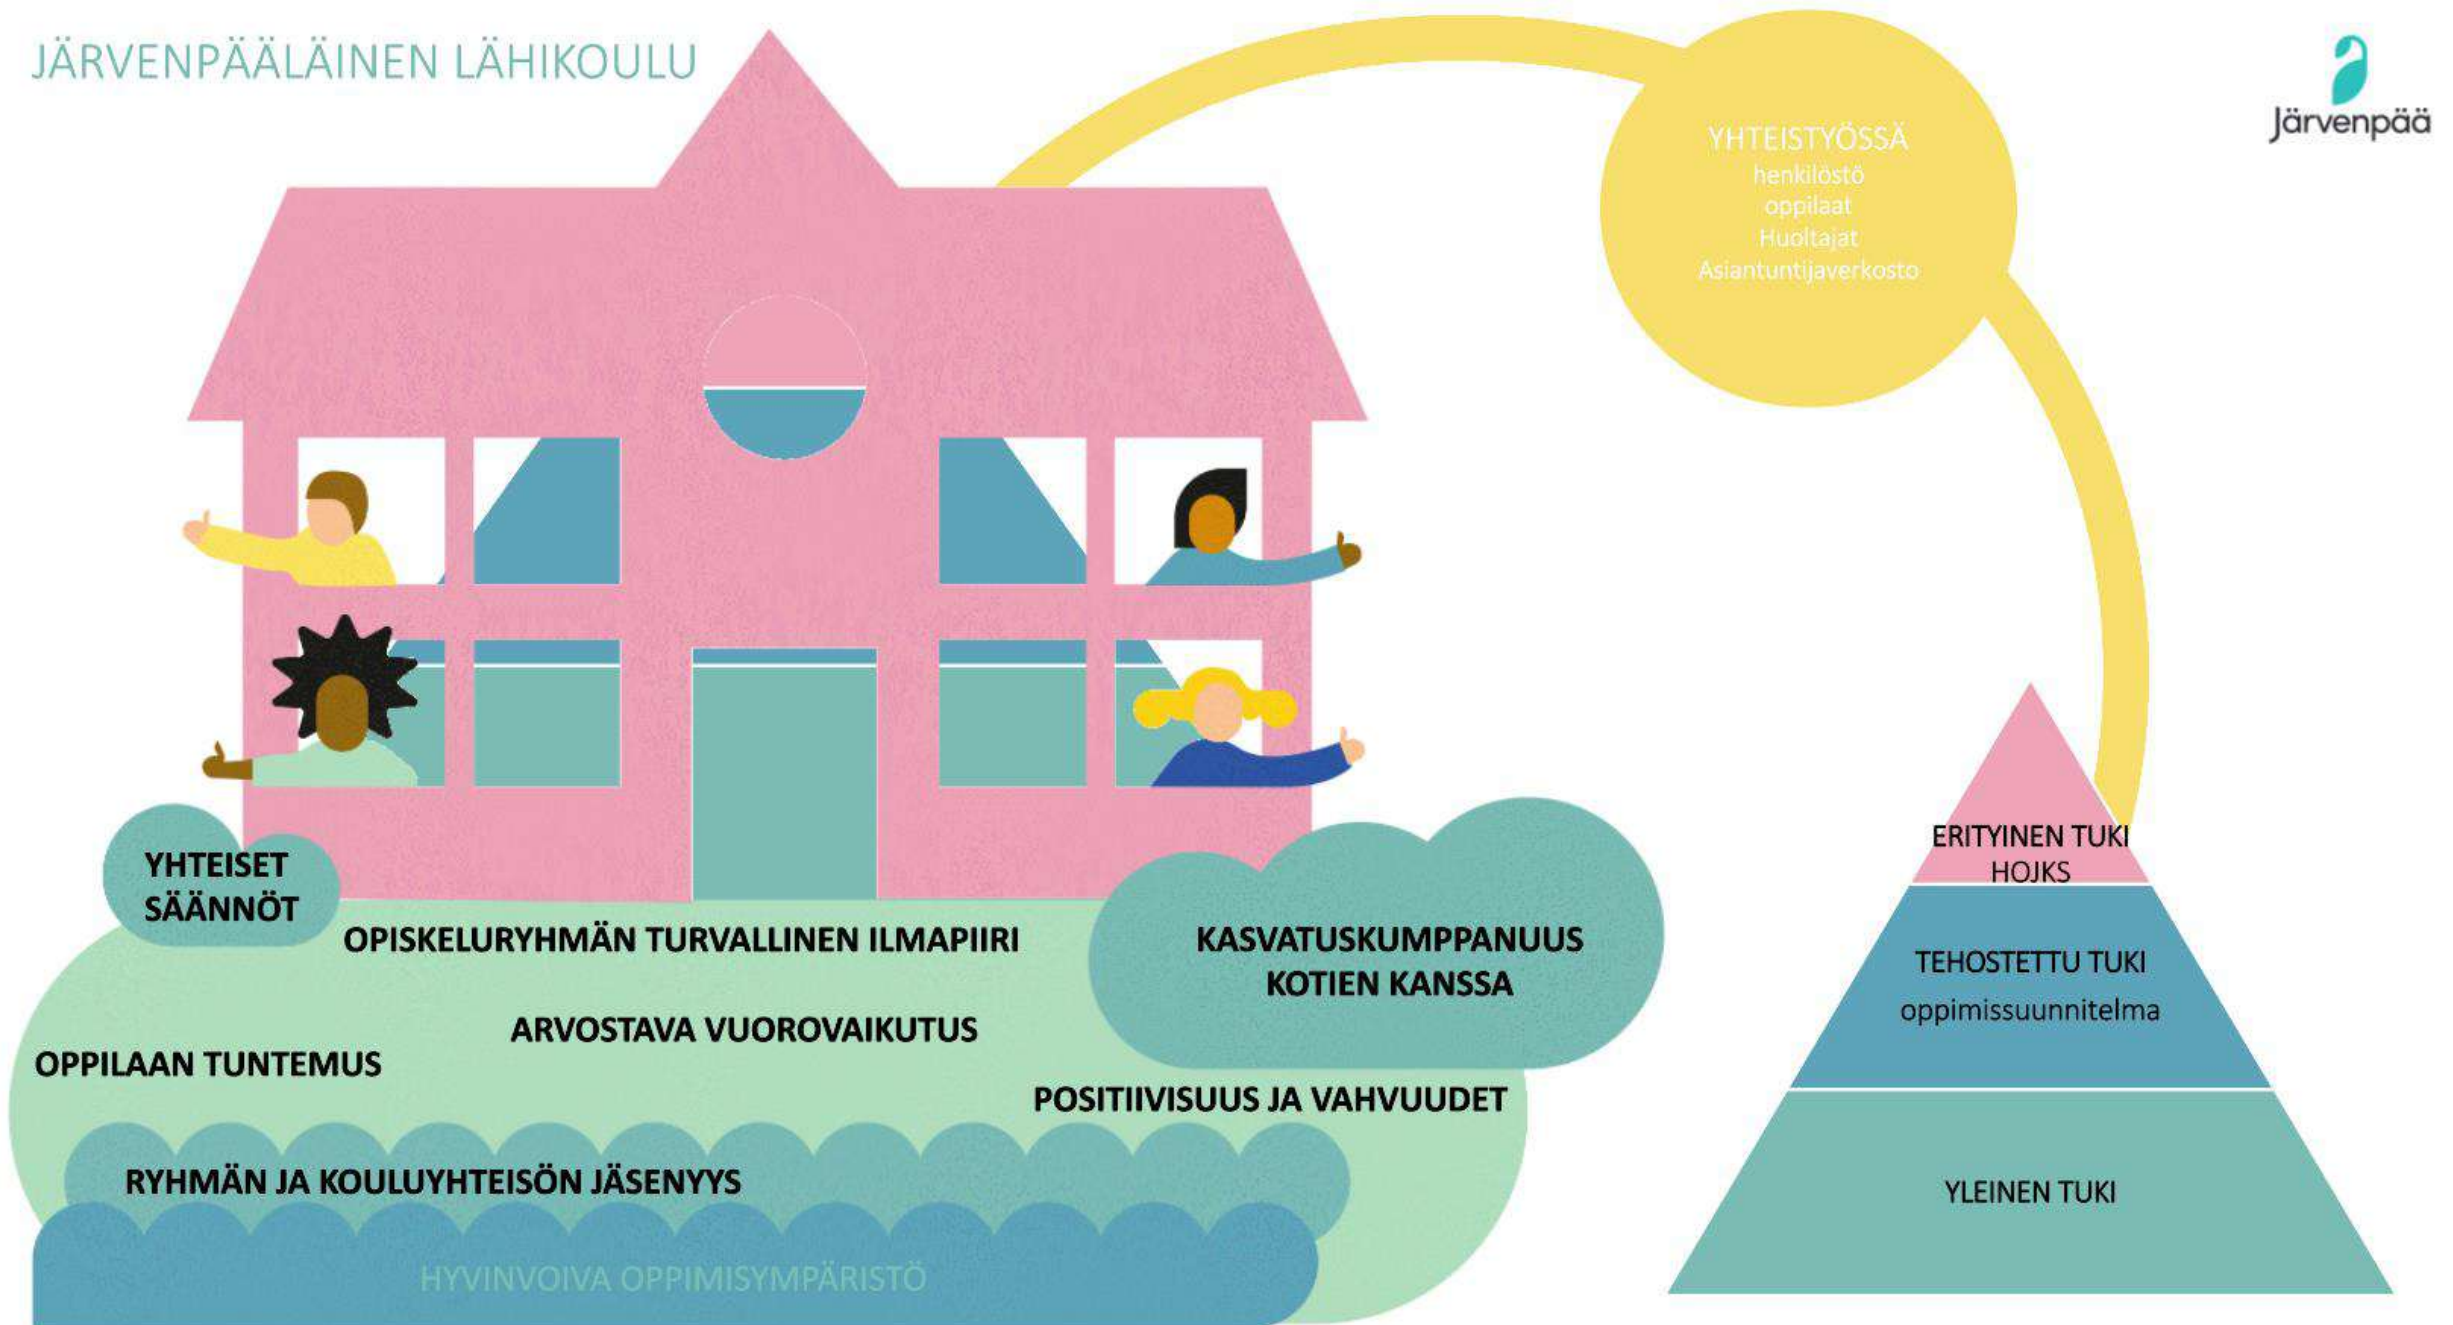 JÄRVENPÄÄLÄINEN LÄHIKOULU
YHTEISTYÖSSÄ
henkilöstö
oppilaat
Huoltajat
Asiantuntijaverkosto
Järvenpää
YHTEISET
SÄÄNNÖT
OPISKELURYHMÄN TURVALLINEN ILMAPIIRI
KASVATUSKUMPPANUUS
KOTIEN KANSSA
ARVOSTAVA VUOROVAIKUTUS
OPPILAAN TUNTEMUS
POSITIIVISUUS JA VAHVUUDET
RYHMÄN JA KOULUYHTEISÖN JÄSENYYS
HYVINVOIVA OPPIMISYMPÄRISTÖ
ERITYINEN TUKI
HOJKS
TEHOSTETTU TUKI
oppimissuunnitelma
YLEINEN TUKI